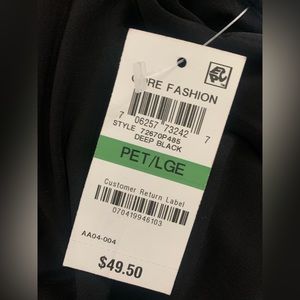 CORE FASHION
7 06257 73242 7
STYLE 72670P485
DEEP BLACK
PET/LGE
Customer Return Label
070419946103
AA04-004
$49.50